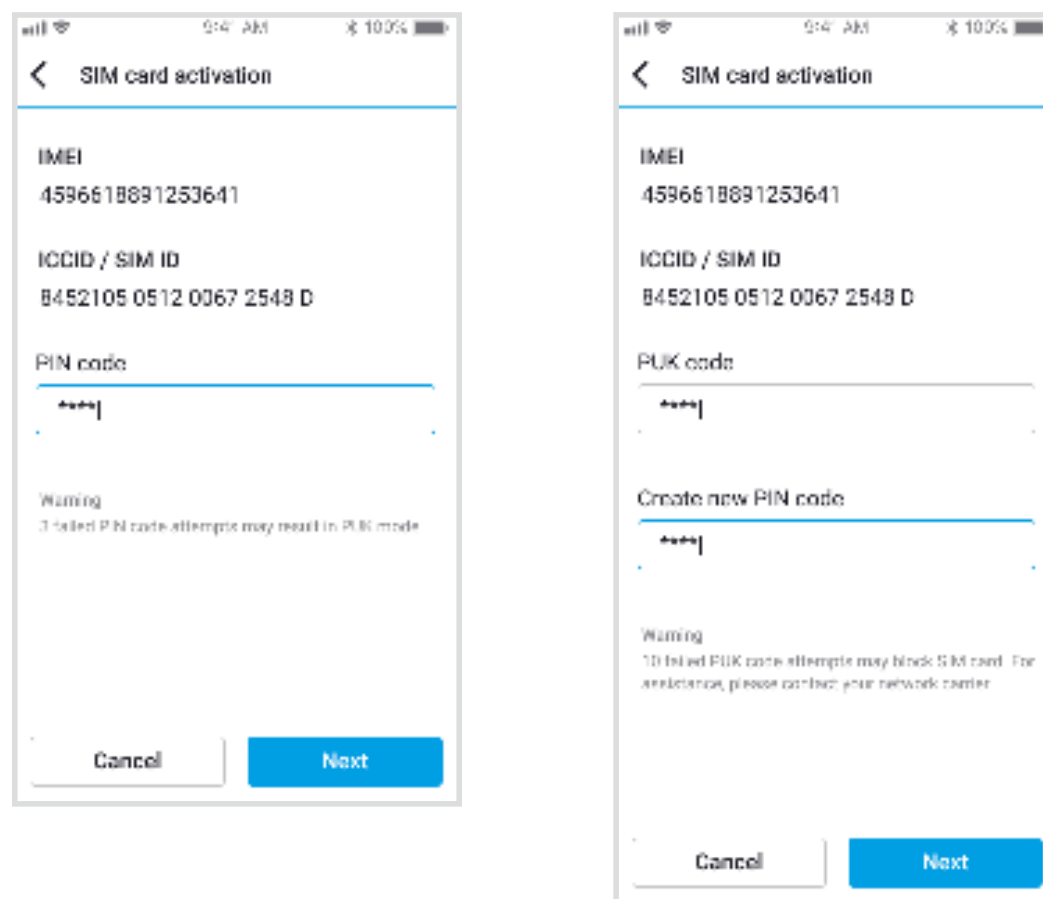 9:41 AM
100%
SIM card activation
IMEI
4596618891253641
ICCID / SIM ID
8452105 0512 0067 2548 D
PIN code
****
Warning
3 failed PIN code attempts may result in PUK mode
Cancel
Next
9:41 AM
100%
SIM card activation
IMEI
4596618891253641
ICCID / SIM ID
8452105 0512 0067 2548 D
PUK code
****
Create new PIN code
****
Warning
10 failed PUK code attempts may block SIM card. For
assistance, please contact your network carrier
Cancel
Next